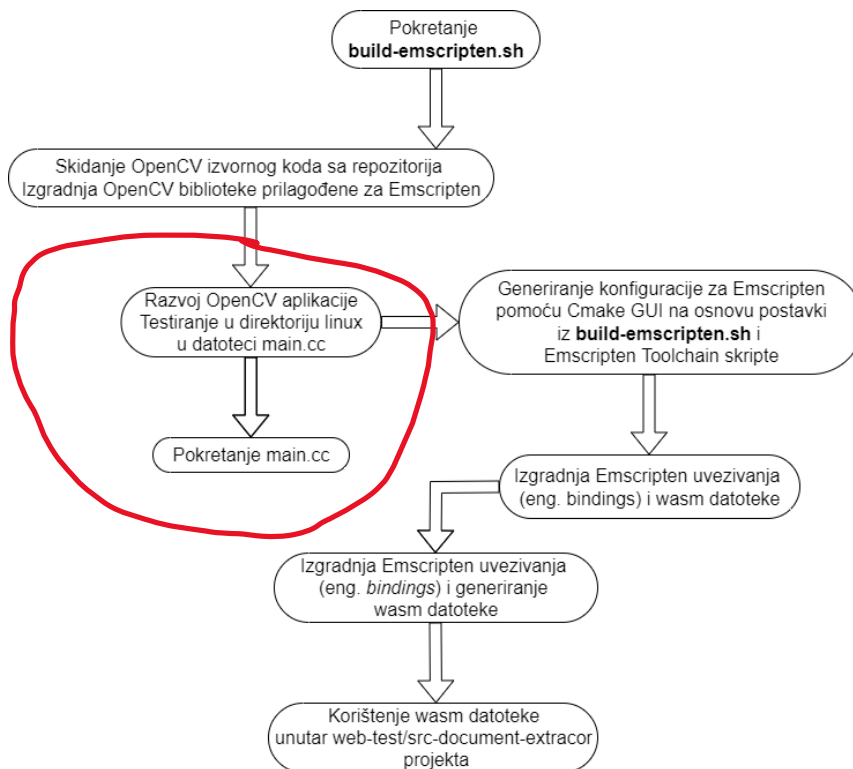 Pokretanje
build-emscripten.sh
Skidanje OpenCV izvornog koda sa repozitorija
Izgradnja OpenCV biblioteke prilagođene za Emscripten
Razvoj OpenCV aplikacije
Testiranje u direktoriju linux
u datoteci main.cc
Generiranje konfiguracije za Emscripten
pomoću Cmake GUI na osnovu postavki
iz build-emscripten.sh i
Emscripten Toolchain skripte
Pokretanje main.cc
Izgradnja Emscripten uvezivanja
(eng. bindings) i wasm datoteke
Izgradnja Emscripten uvezivanja
(eng. bindings) i generiranje
wasm datoteke
Korištenje wasm datoteke
unutar web-test/src-document-extracor
projekta